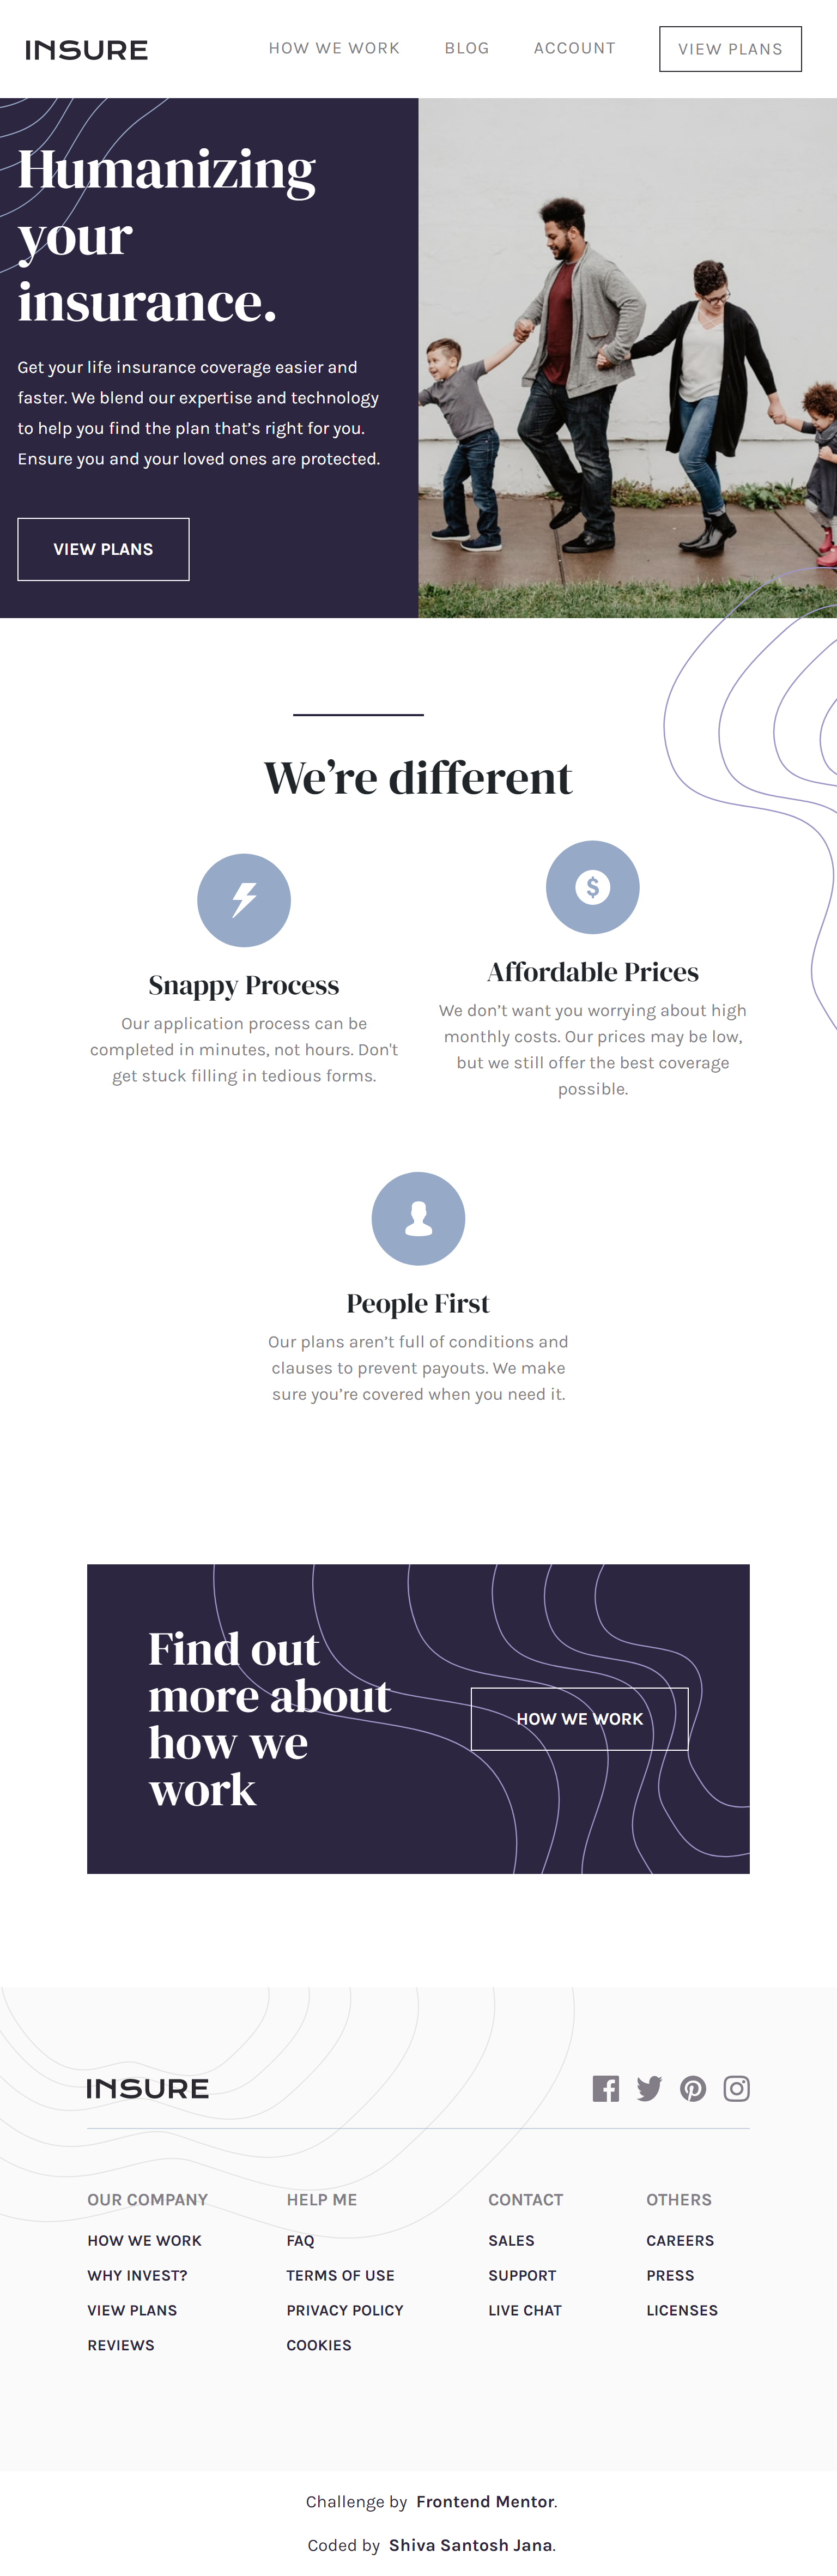 INSURE
HOW WE WORK
BLOG
ACCOUNT
VIEW PLANS
Humanizing
your
insurance.
Get your life insurance coverage easier and
faster. We blend our expertise and technology
to help you find the plan that’s right for you.
Ensure you and your loved ones are protected.
VIEW PLANS
We’re different
Snappy Process
Our application process can be
completed in minutes, not hours. Don't
get stuck filling in tedious forms.
$
Affordable Prices
We don’t want you worrying about high
monthly costs. Our prices may be low,
but we still offer the best coverage
possible.
People First
Our plans aren’t full of conditions and
clauses to prevent payouts. We make
sure you’re covered when you need it.
Find out
more about
how we
work
HOW WE WORK
INSURE
OUR COMPANY
HOW WE WORK
WHY INVEST?
VIEW PLANS
REVIEWS
HELP ME
FAQ
TERMS OF USE
PRIVACY POLICY
COOKIES
CONTACT
SALES
SUPPORT
LIVE CHAT
OTHERS
CAREERS
PRESS
LICENSES
Challenge by Frontend Mentor.
Coded by Shiva Santosh Jana.